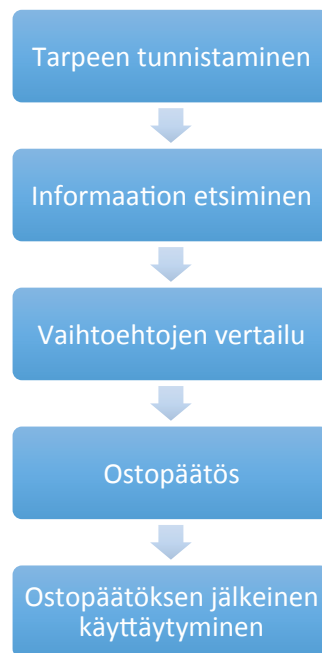 Tarpeen tunnistaminen
Informaation etsiminen
Vaihtoehtojen vertailu
Ostopäätös
Ostopäätöksen jälkeinen
käyttäytyminen